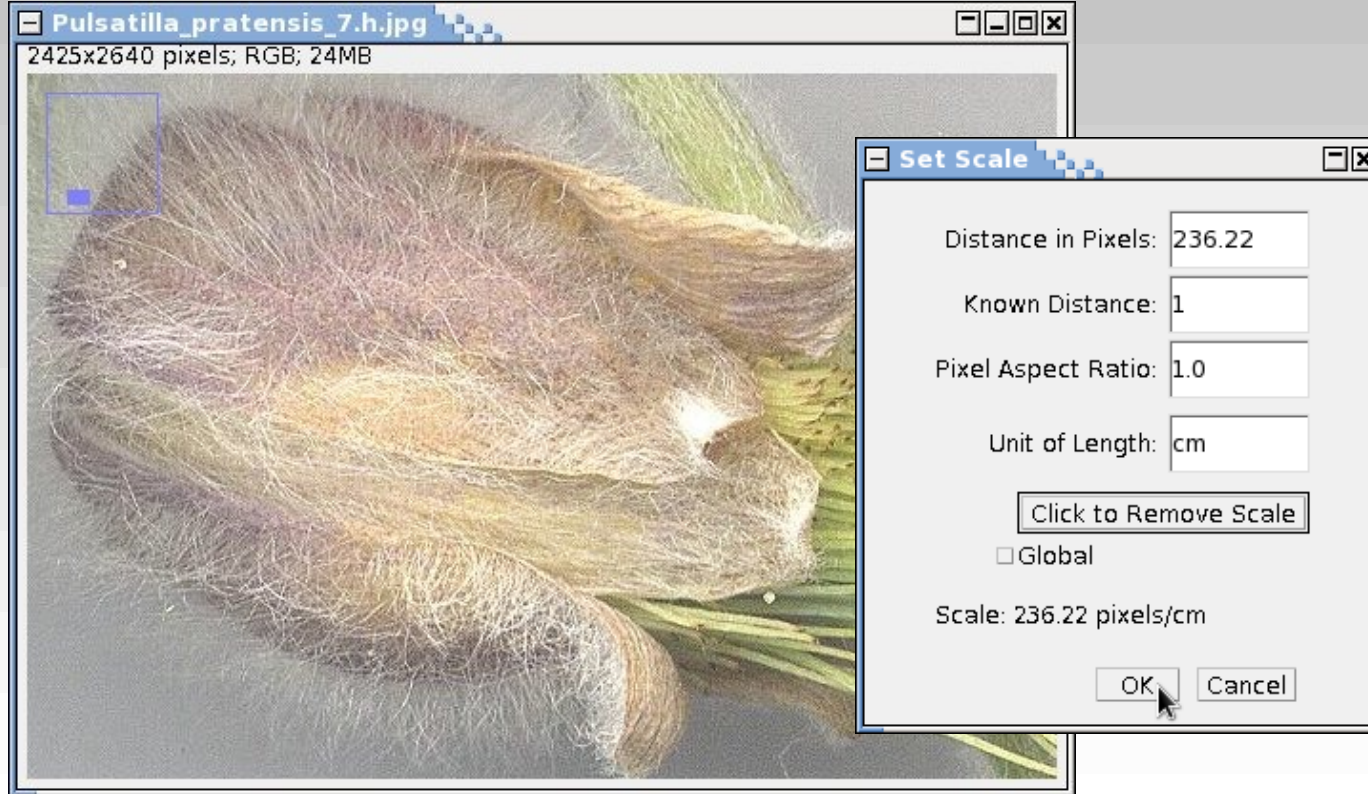 Pulsatilla_pratensis_7.h.jpg
2425x2640 pixels; RGB; 24MB
Set Scale
Distance in Pixels: 236.22
Known Distance: 1
Pixel Aspect Ratio: 1.0
Unit of Length: cm
Click to Remove Scale
Global
Scale: 236.22 pixels/cm
OK Cancel